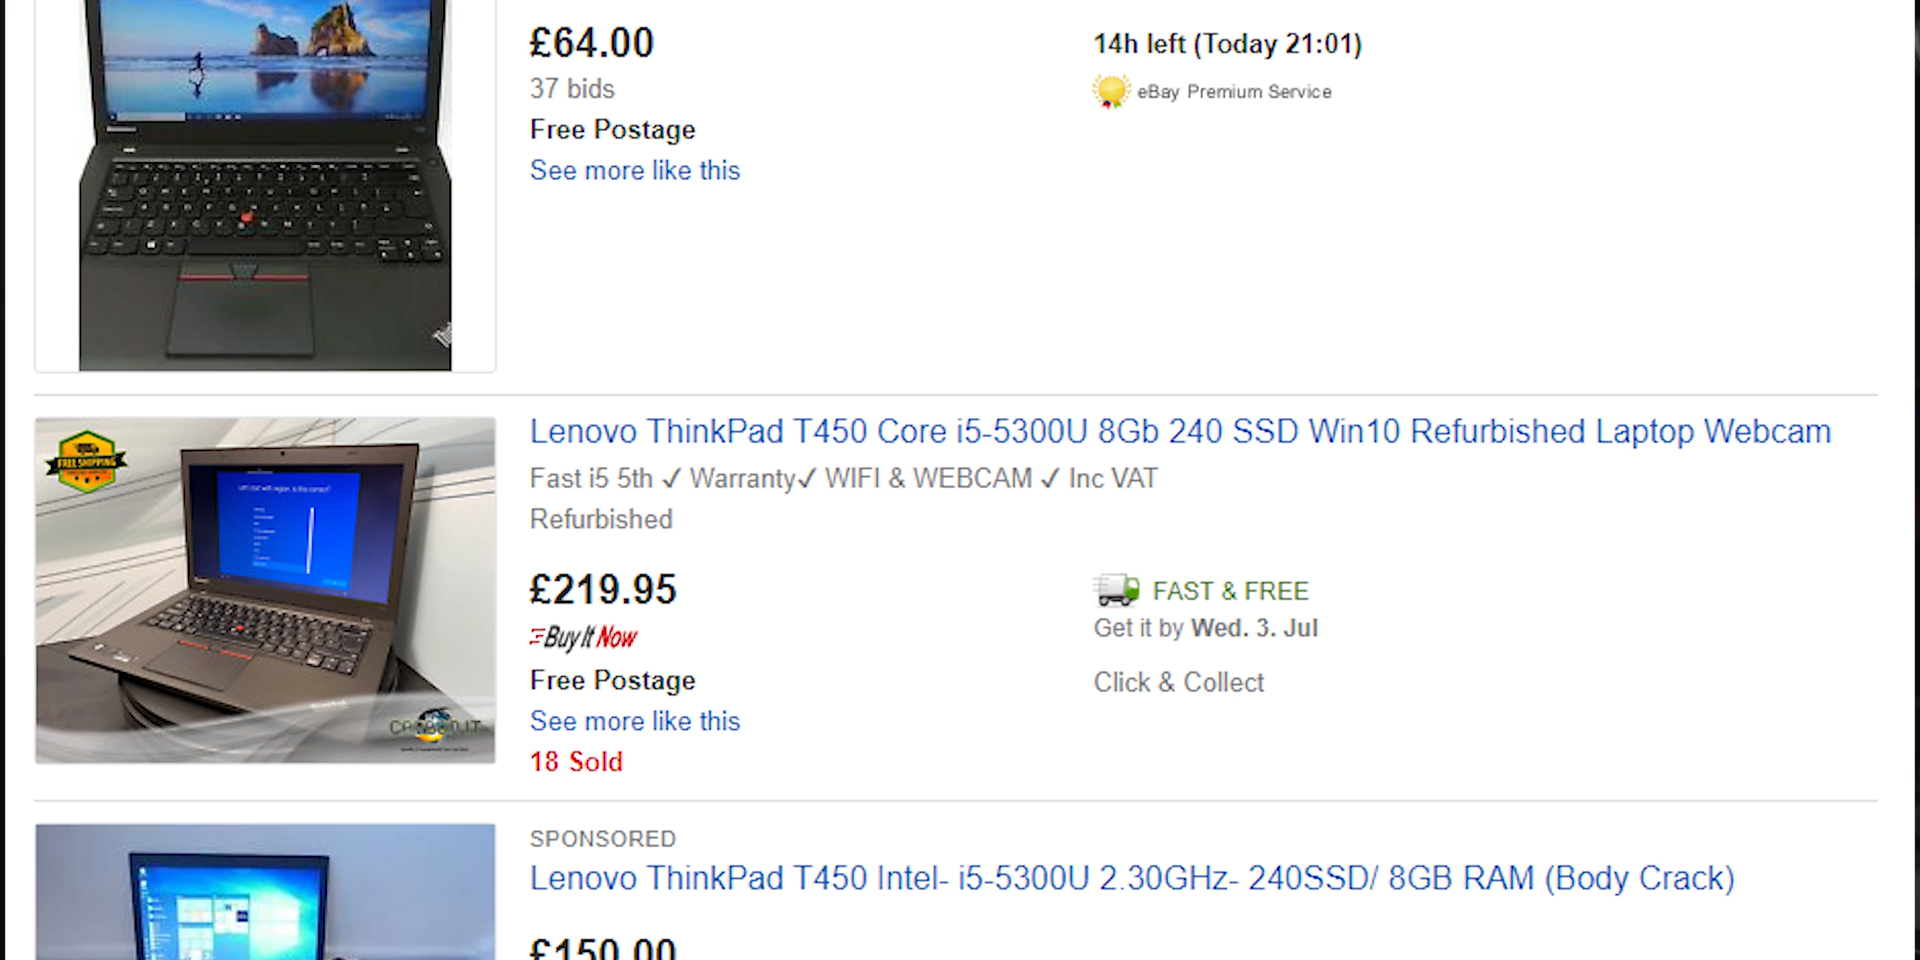 £64.00
14h left (Today 21:01)
37 bids
eBay Premium Service
Free Postage
See more like this
Lenovo ThinkPad T450 Core i5-5300U 8Gb 240 SSD Win10 Refurbished Laptop Webcam
Fast i5 5th ✓ Warranty✓ WIFI & WEBCAM ✓ Inc VAT
Refurbished
FREE SHIPPING
£219.95
FAST & FREE
Buy It Now
Get it by Wed. 3. Jul
Free Postage
Click & Collect
See more like this
18 Sold
SPONSORED
Lenovo ThinkPad T450 Intel- i5-5300U 2.30GHz- 240SSD/ 8GB RAM (Body Crack)
£150.00